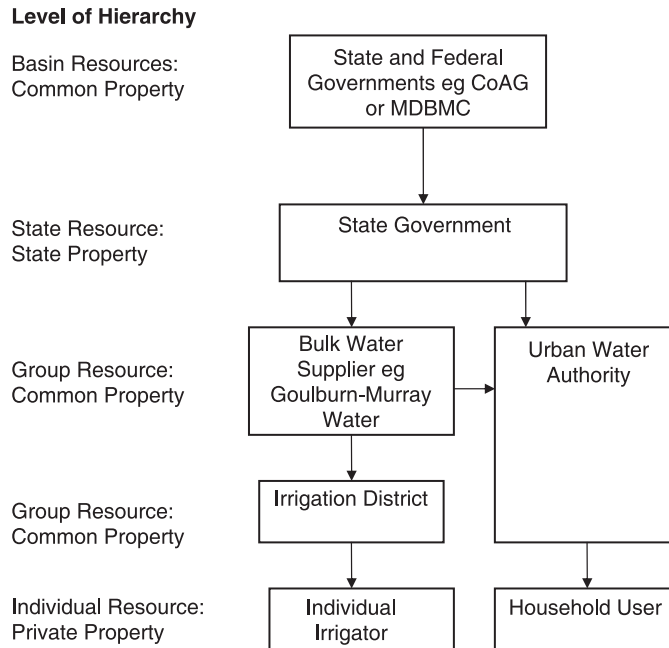 Level of Hierarchy
Basin Resources:
Common Property
State and Federal
Governments eg CoAG
or MDBMC
State Resource:
State Property
State Government
Group Resource:
Common Property
Bulk Water
Supplier eg
Goulburn-Murray
Water
Urban Water
Authority
Group Resource:
Common Property
Irrigation District
Individual Resource:
Private Property
Individual
Irrigator
Household User